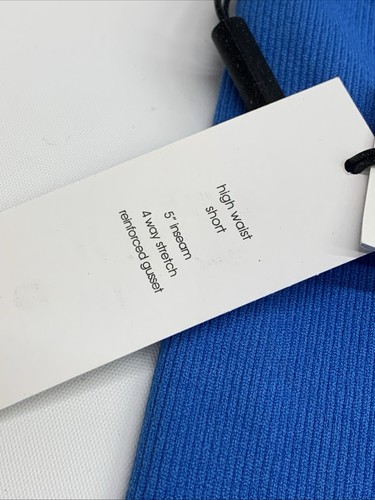 high waist
short
5" inseam
4 way stretch
reinforced gusset